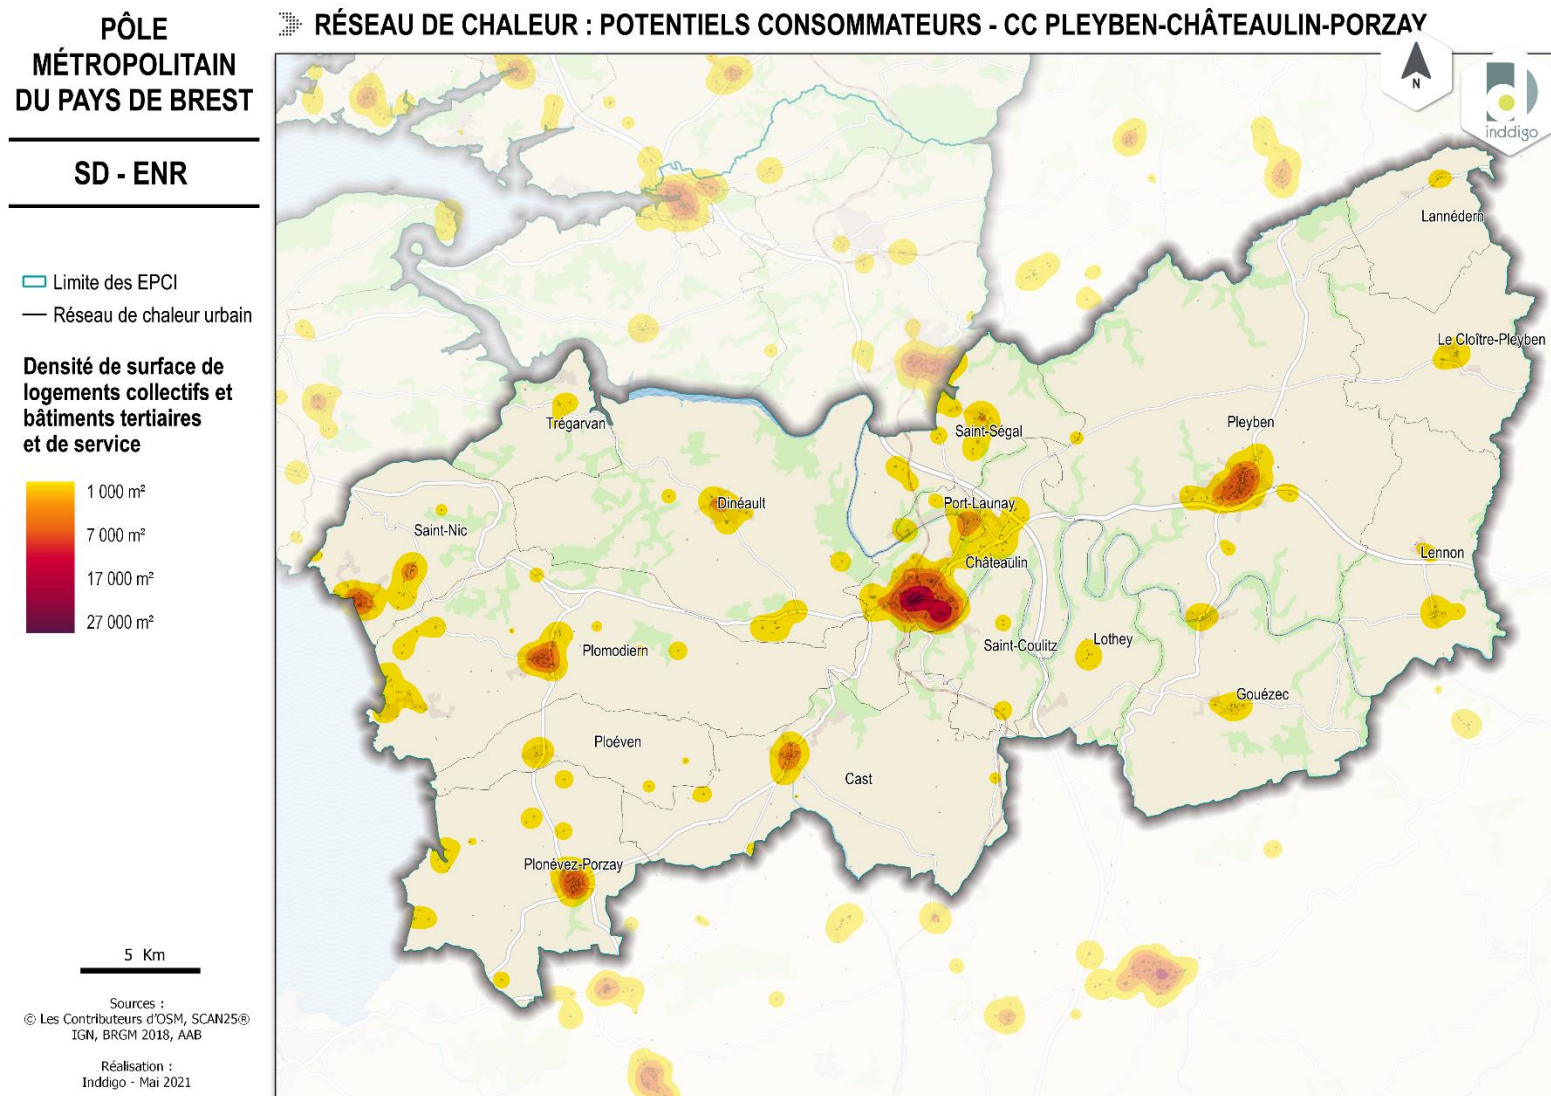 PÔLE
MÉTROPOLITAIN
DU PAYS DE BREST
SD - ENR
RÉSEAU DE CHALEUR : POTENTIELS CONSOMMATEURS - CC PLEYBEN-CHÂTEAULIN-PORZAY
N
inddigo
Limite des EPCI
Réseau de chaleur urbain
Densité de surface de
logements collectifs et
bâtiments tertiaires
et de service
1 000 m²
7 000 m²
17 000 m²
27 000 m²
Lannédern
Le Cloître-Pleyben
Trégarvan
Saint-Ségal
Pleyben
Dinéault
Port-Launay
Saint-Nic
Lennon
Châteaulin
Plomodiern
Saint-Coulitz
Lothey
Gouézec
Ploéven
Cast
Plonévez-Porzay
5 Km
Sources :
© Les Contributeurs d'OSM, SCAN25®
IGN, BRGM 2018, AAB
Réalisation :
Inddigo - Mai 2021